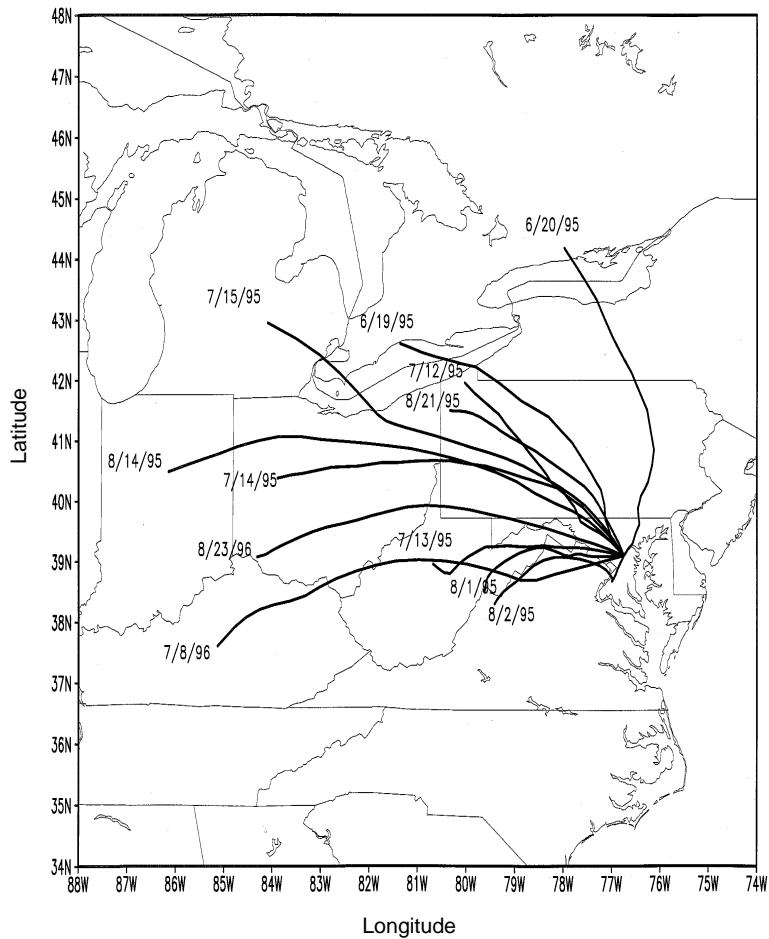 48N
47N
46N
45N
44N
43N
42N
41N
40N
39N
38N
37N
36N
35N
34N
Latitude
6/20/95
7/15/95
6/19/95
7/12/95
8/21/95
8/14/95
7/14/95
7/13/95
8/23/96
8/1/95
8/2/95
7/8/96
88W 87W 86W 85W 84W 83W 82W 81W 80W 79W 78W 77W 76W 75W 74W
Longitude